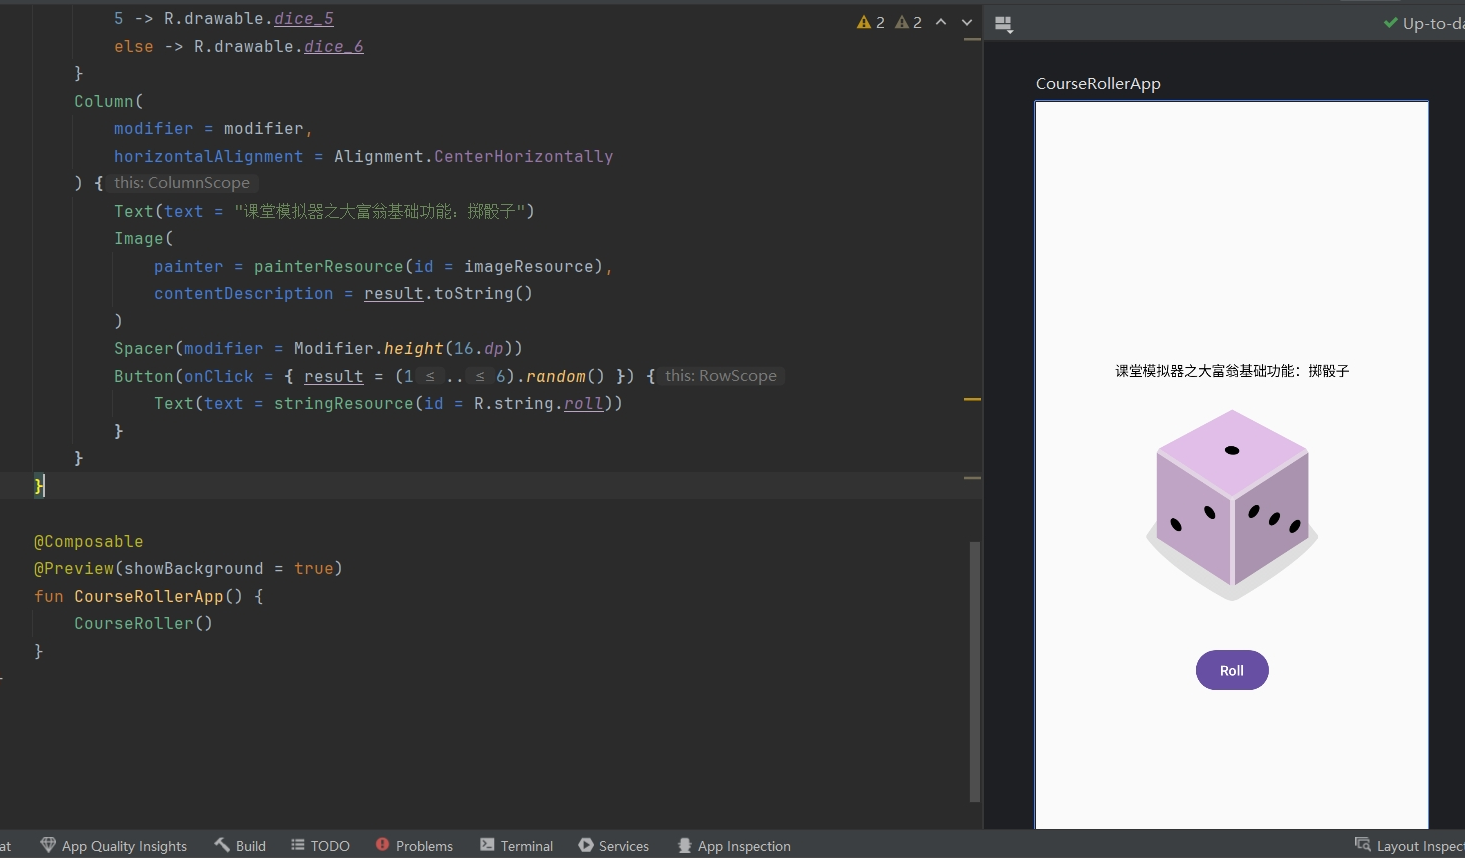 5 -> R.drawable.dice_5
else -> R.drawable.dice_6
}
Column(
modifier = modifier,
horizontalAlignment = Alignment.CenterHorizontally
) { this: ColumnScope
Text(text = "课堂模拟器之大富翁基础功能：掷骰子")
Image(
painter = painterResource(id = imageResource),
contentDescription = result.toString()
)
Spacer(modifier = Modifier.height(16.dp))
Button(onClick = { result = (1 ≤ .. ≤ 6).random() }) { this: RowScope
Text(text = stringResource(id = R.string.roll))
}
}
}
@Composable
@Preview(showBackground = true)
fun CourseRollerApp() {
CourseRoller()
}
2 2
Up-to-da
CourseRollerApp
课堂模拟器之大富翁基础功能：掷骰子
Roll
at App Quality Insights Build TODO Problems Terminal Services App Inspection Layout Inspect